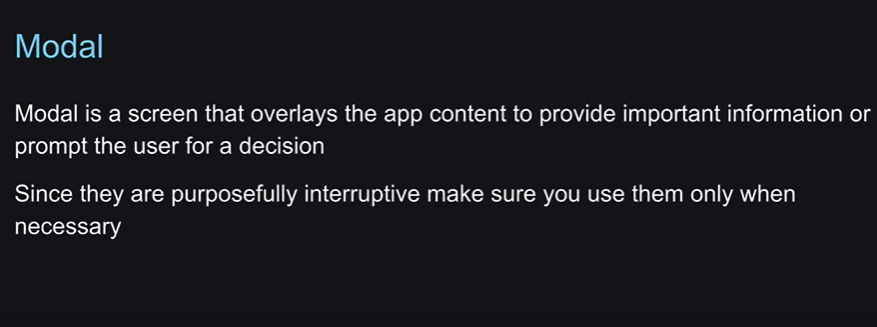 Modal
Modal is a screen that overlays the app content to provide important information or
prompt the user for a decision
Since they are purposefully interruptive make sure you use them only when
necessary